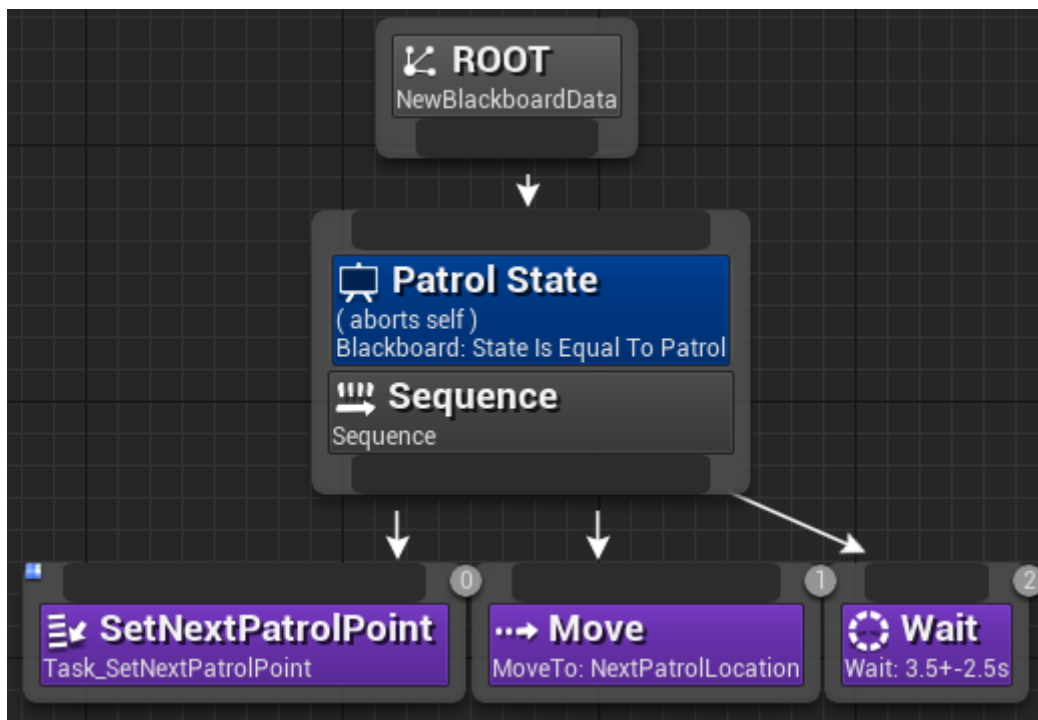 ROOT
NewBlackboardData
Patrol State
( aborts self )
Blackboard: State Is Equal To Patrol
Sequence
Sequence
0
SetNextPatrolPoint
Task_SetNextPatrolPoint
1
Move
MoveTo: NextPatrolLocation
2
Wait
Wait: 3.5+-2.5s